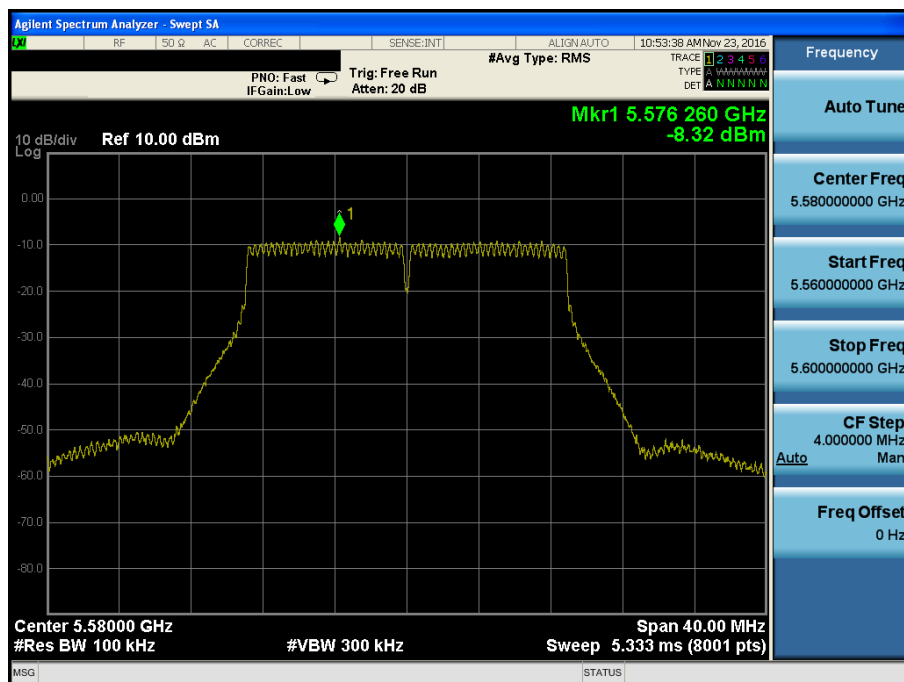 Agilent Spectrum Analyzer - Swept SA
LXI RF 50 Ω AC CORREC SENSE:INT ALIGN AUTO 10:53:38 AM Nov 23, 2016
#Avg Type: RMS TRACE 1 2 3 4 5 6
PNO: Fast Trig: Free Run TYPE A
IFGain:Low Atten: 20 dB DET A N N N N N
Mkr1 5.576 260 GHz
-8.32 dBm
10 dB/div Ref 10.00 dBm
Log
1
0.00
-10.0
-20.0
-30.0
-40.0
-50.0
-60.0
-70.0
-80.0
Center 5.58000 GHz Span 40.00 MHz
#Res BW 100 kHz #VBW 300 kHz Sweep 5.333 ms (8001 pts)
MSG STATUS
Frequency
Auto Tune
Center Freq
5.580000000 GHz
Start Freq
5.560000000 GHz
Stop Freq
5.600000000 GHz
CF Step
4.000000 MHz
Auto Man
Freq Offset
0 Hz